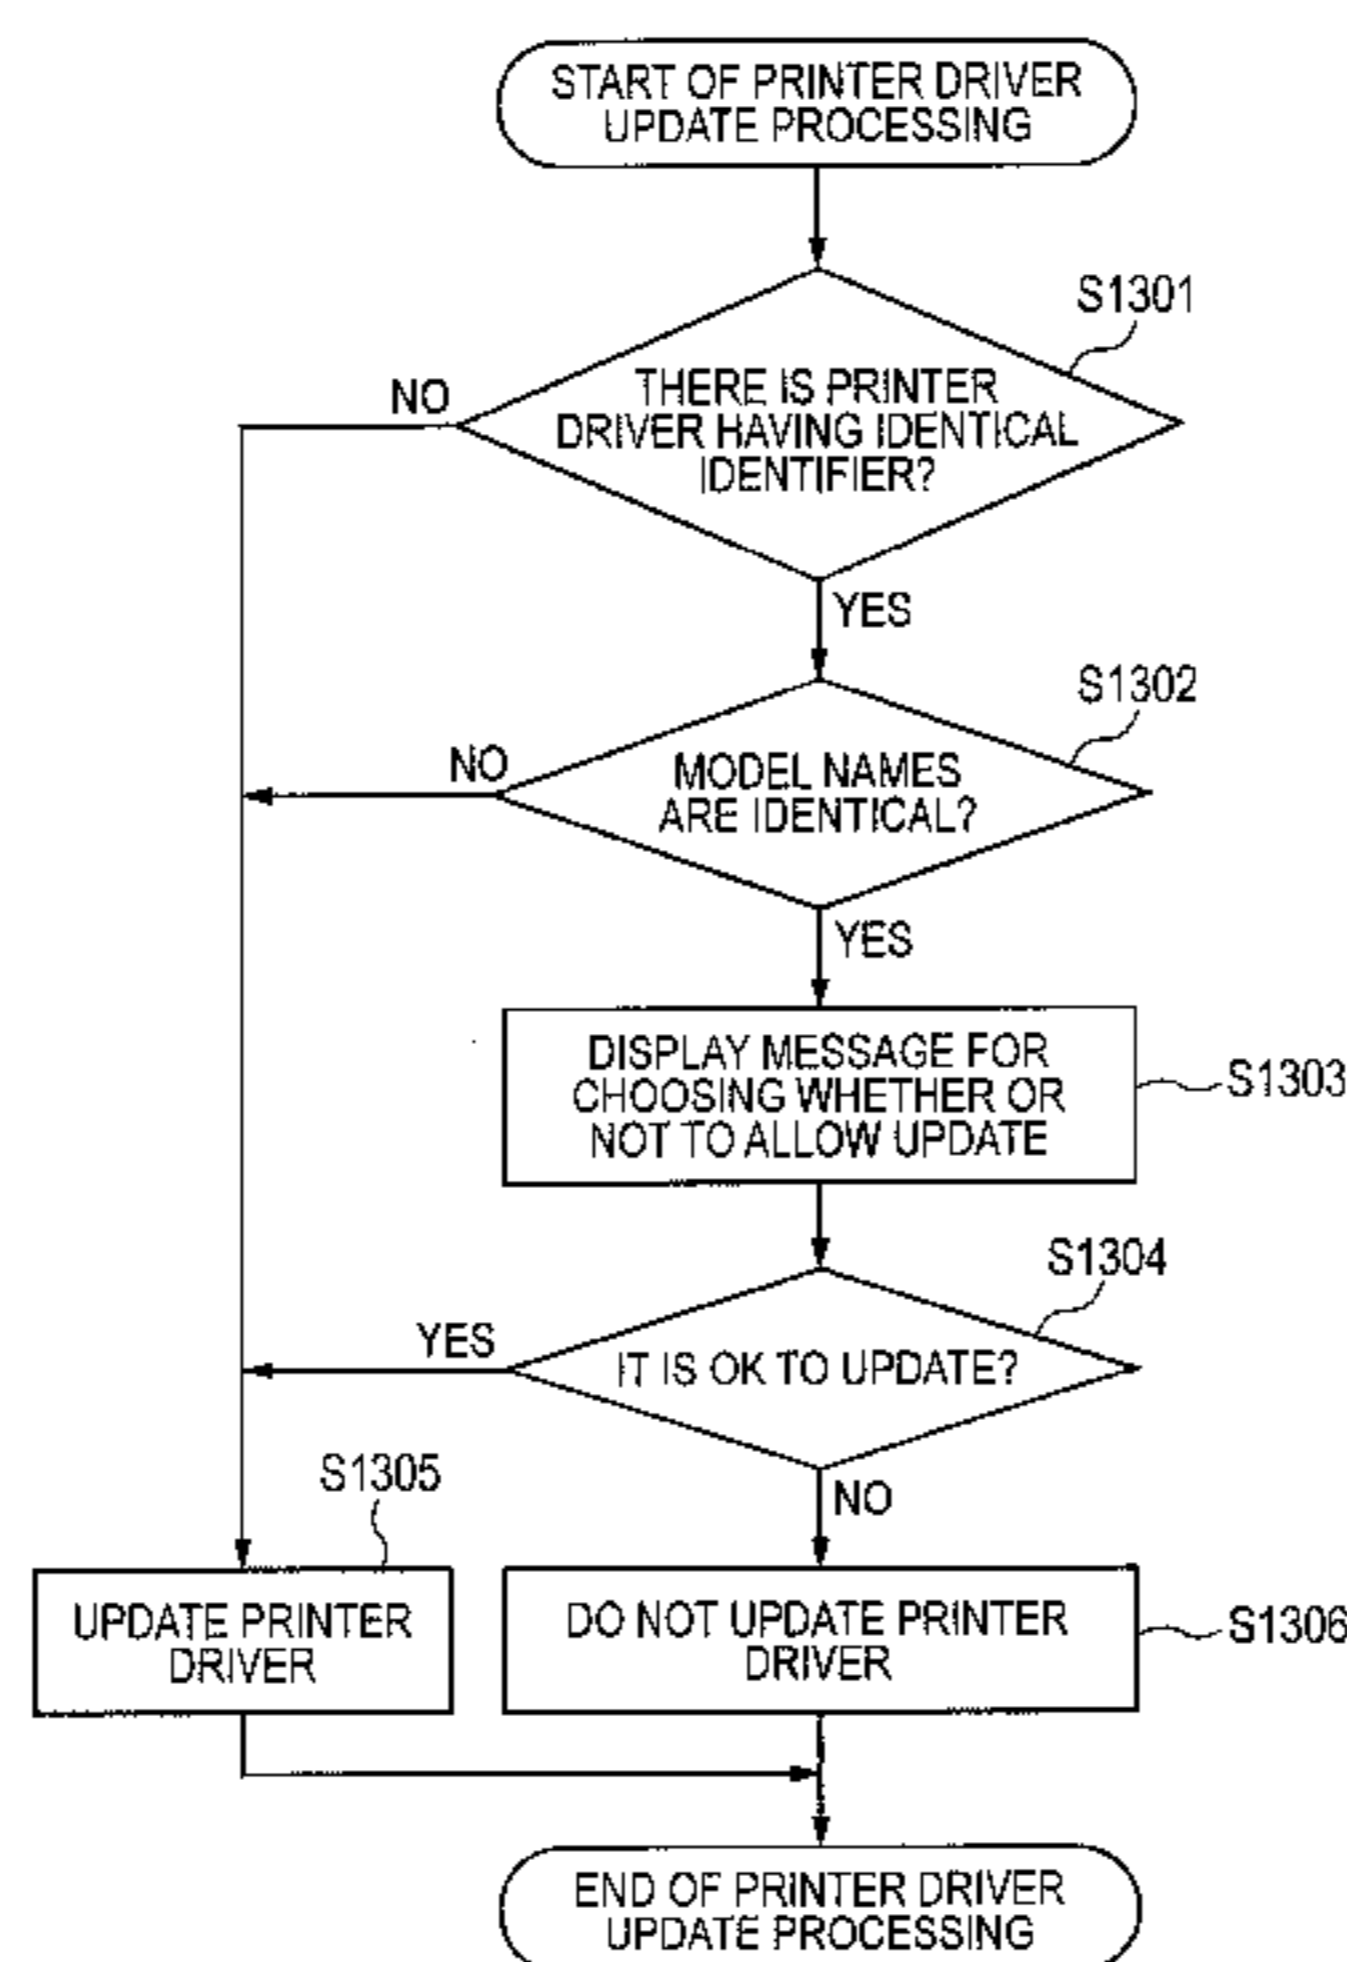 START OF PRINTER DRIVER
UPDATE PROCESSING
S1301
THERE IS PRINTER
DRIVER HAVING IDENTICAL
IDENTIFIER?
NO
YES
S1302
MODEL NAMES
ARE IDENTICAL?
NO
YES
DISPLAY MESSAGE FOR
CHOOSING WHETHER OR
NOT TO ALLOW UPDATE
S1303
S1304
IT IS OK TO UPDATE?
YES
NO
S1305
UPDATE PRINTER
DRIVER
DO NOT UPDATE PRINTER
DRIVER
S1306
END OF PRINTER DRIVER
UPDATE PROCESSING